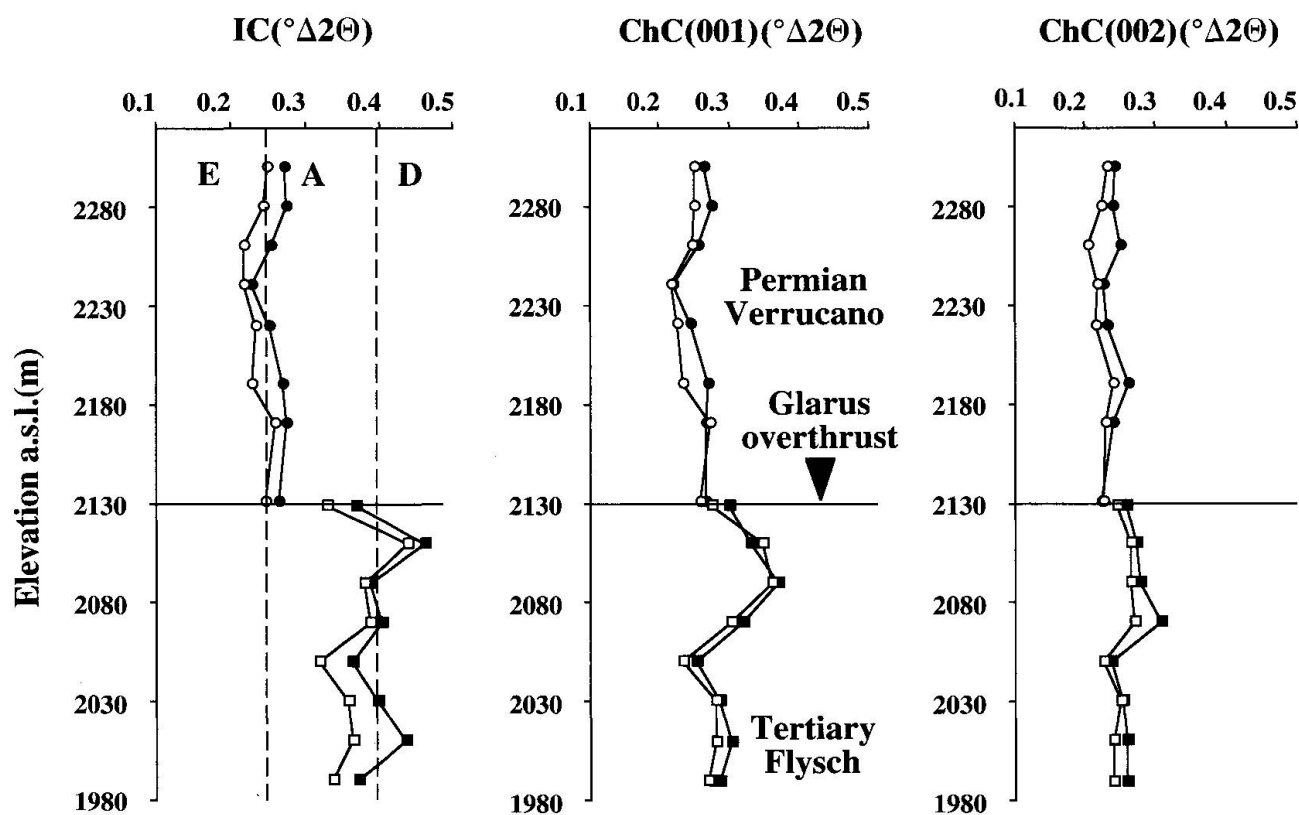 IC(°Δ2Θ)
0.1 0.2 0.3 0.4 0.5
E A D
2280
2230
2180
2130
2080
2030
1980
Elevation a.s.l.(m)
ChC(001)(°Δ2Θ)
0.1 0.2 0.3 0.4 0.5
2280
2230
2180
2130
2080
2030
1980
Permian
Verrucano
Glarus
overthrust
Tertiary
Flysch
ChC(002)(°Δ2Θ)
0.1 0.2 0.3 0.4 0.5
2280
2230
2180
2130
2080
2030
1980